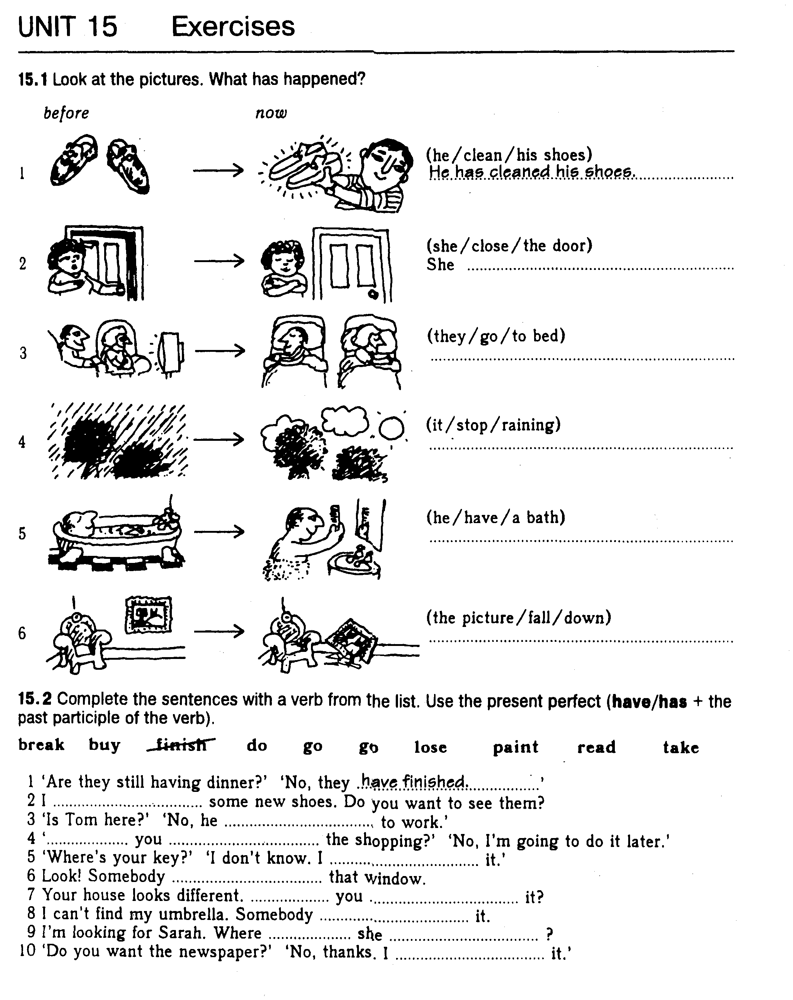 UNIT 15 Exercises
15.1 Look at the pictures. What has happened?
before now
1 (he/clean/his shoes)
He has cleaned his shoes.
2 (she/close/the door)
She
3 (they/go/to bed)
4 (it/stop/raining)
5 (he/have/a bath)
6 (the picture/fall/down)
15.2 Complete the sentences with a verb from the list. Use the present perfect (have/has + the
past participle of the verb).
break buy finish do go go lose paint read take
1 'Are they still having dinner?' 'No, they have finished. '
2 I .................... some new shoes. Do you want to see them?
3 'Is Tom here?' 'No, he .................... to work.'
4 '.................... you .................... the shopping?' 'No, I'm going to do it later.'
5 'Where's your key?' 'I don't know. I .................... it.'
6 Look! Somebody .................... that window.
7 Your house looks different. .................... you .................... it?
8 I can't find my umbrella. Somebody .................... it.
9 I'm looking for Sarah. Where .................... she .................... ?
10 'Do you want the newspaper?' 'No, thanks. I .................... it.'